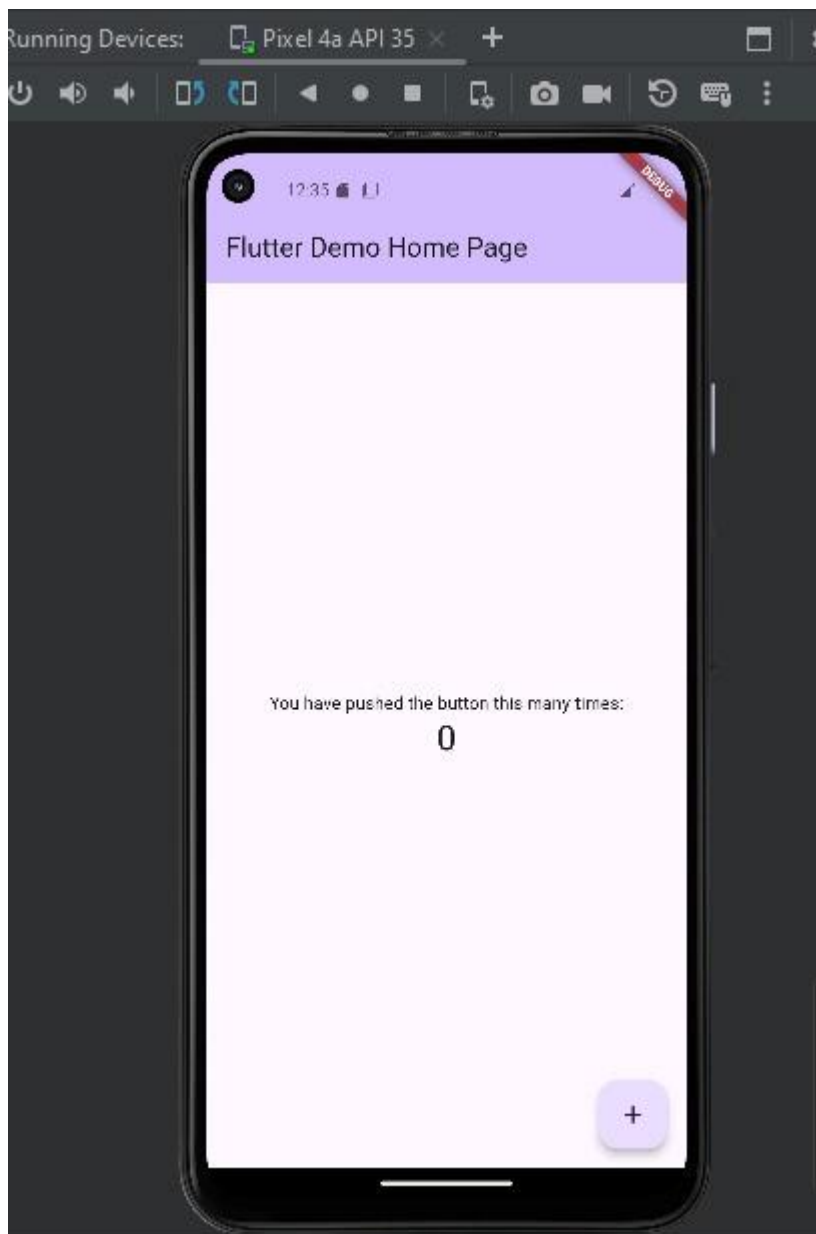 Running Devices: Pixel 4a API 35
12:35
DEBUG
Flutter Demo Home Page
You have pushed the button this many times:
0
+